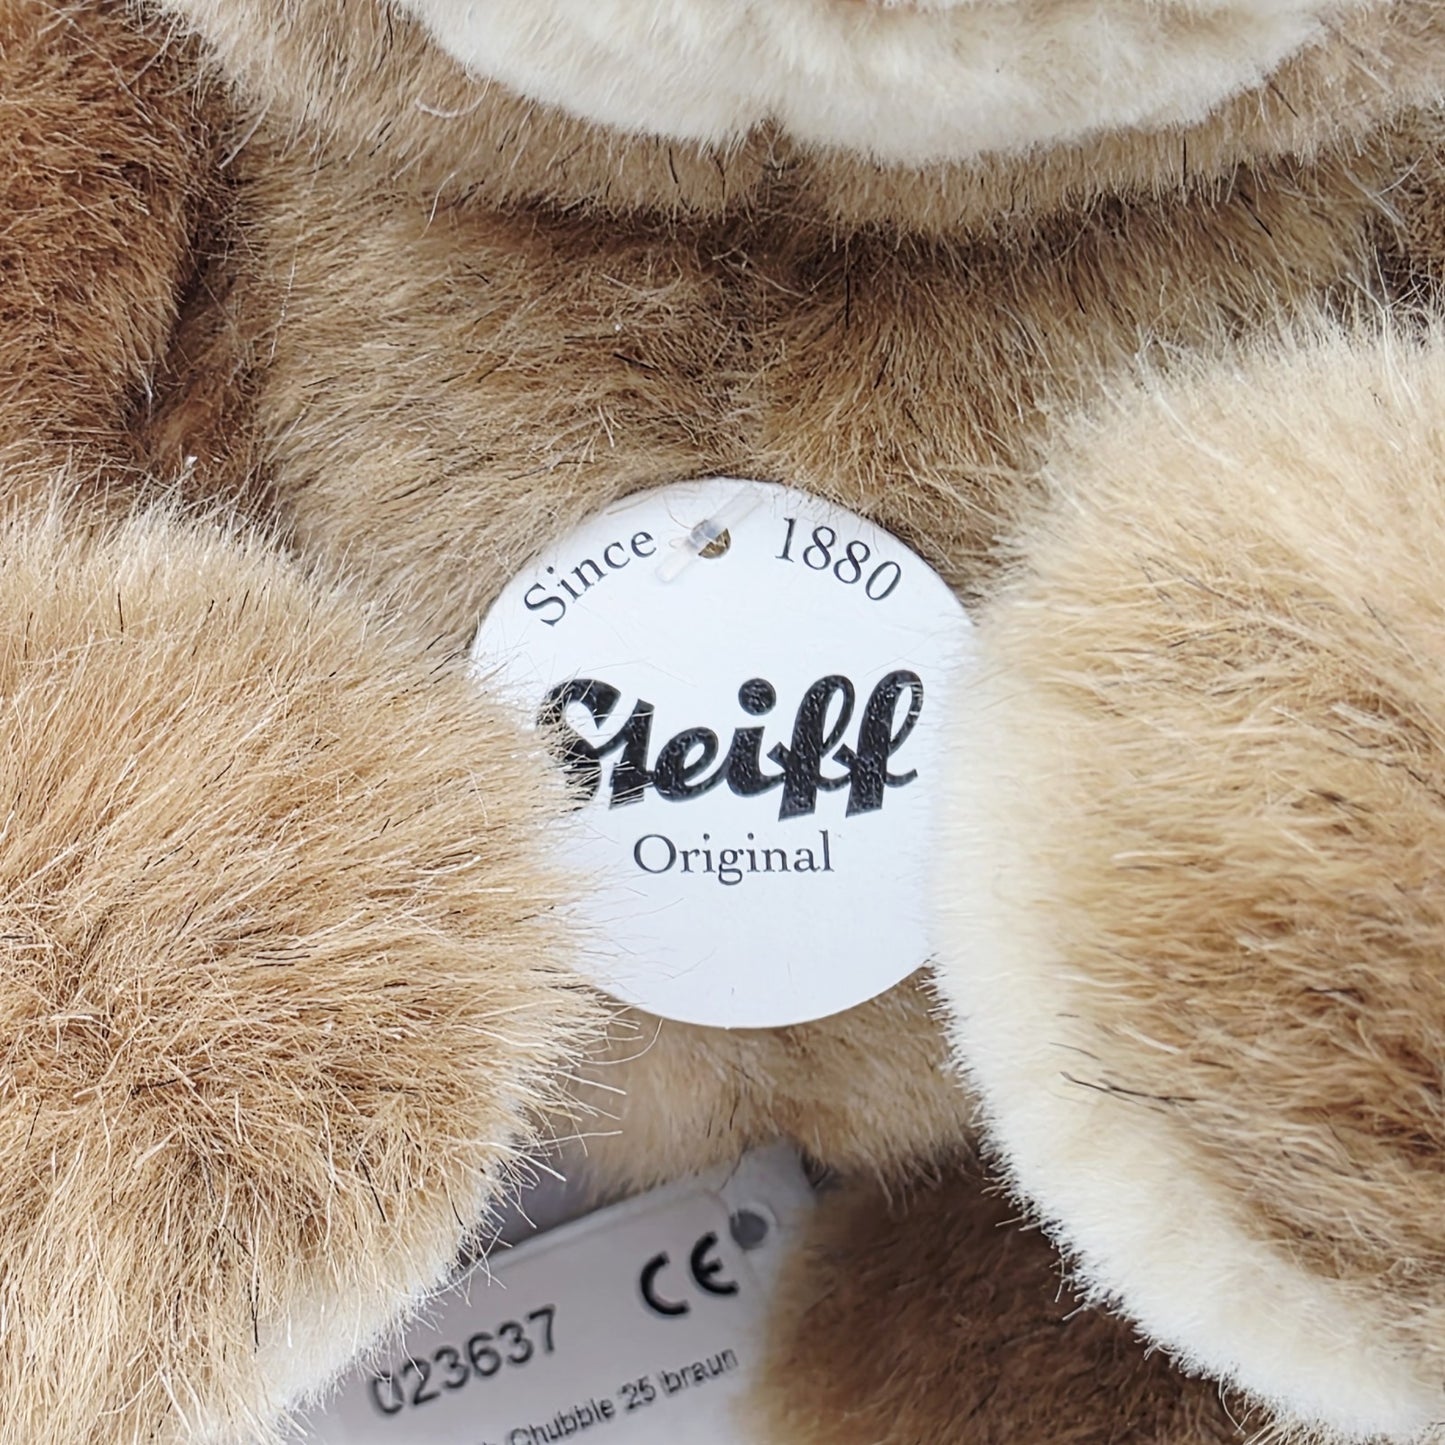 Since 1880
Steiff
Original
CE
023637
Chubble 25 braun